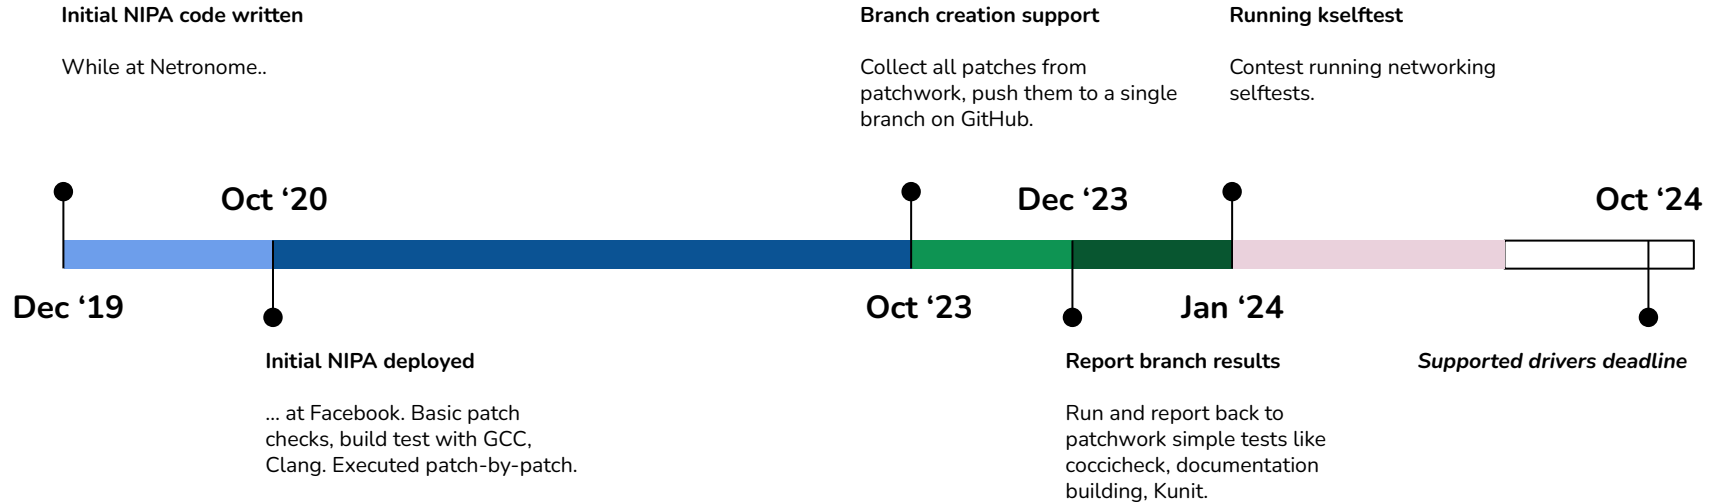 Initial NIPA code written
While at Netronome..
Branch creation support
Collect all patches from
patchwork, push them to a single
branch on GitHub.
Running kselftest
Contest running networking
selftests.
Oct ‘20
Dec ‘23
Oct ‘24
Dec ‘19
Oct ‘23
Jan ‘24
Initial NIPA deployed
... at Facebook. Basic patch
checks, build test with GCC,
Clang. Executed patch-by-patch.
Report branch results
Run and report back to
patchwork simple tests like
coccicheck, documentation
building, Kunit.
Supported drivers deadline